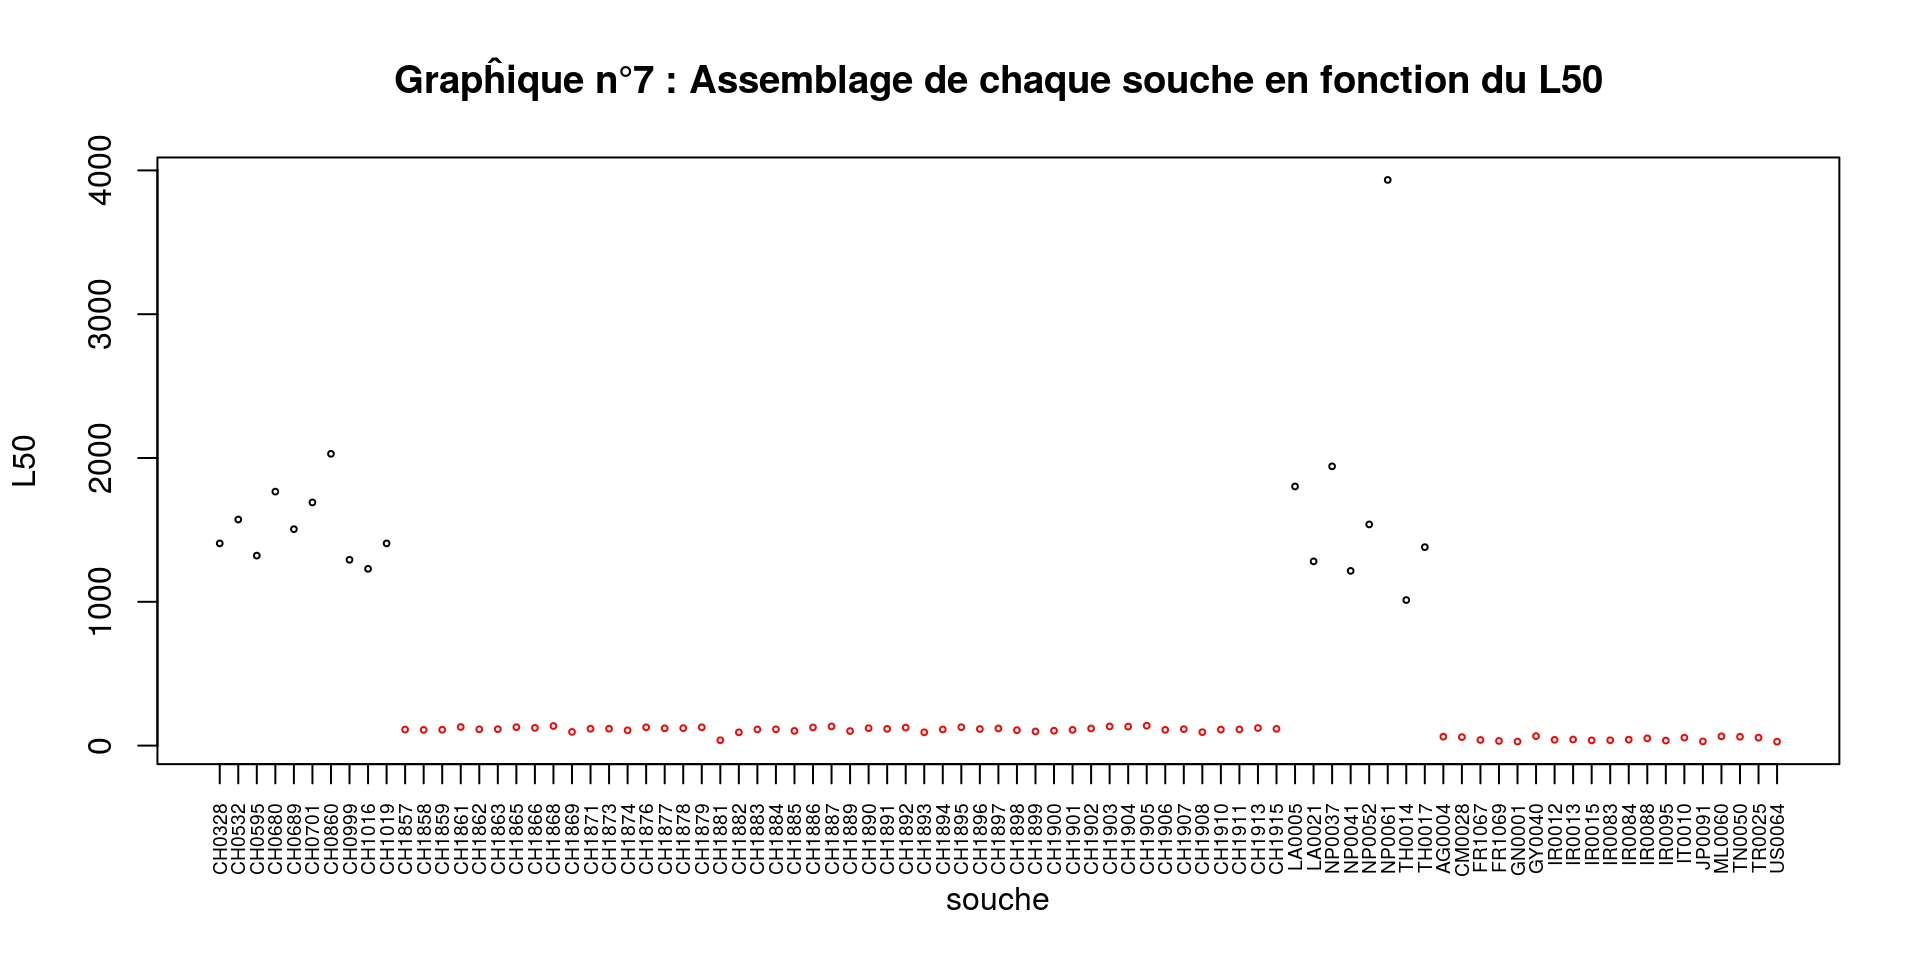 Grapĥique n°7 : Assemblage de chaque souche en fonction du L50
4000
3000
2000
1000
0
L50
CH0328
CH0532
CH0595
CH0680
CH0689
CH0701
CH0860
CH0999
CH1016
CH1019
CH1857
CH1858
CH1859
CH1861
CH1862
CH1863
CH1865
CH1866
CH1868
CH1869
CH1871
CH1873
CH1874
CH1876
CH1877
CH1878
CH1879
CH1881
CH1882
CH1883
CH1884
CH1885
CH1886
CH1887
CH1889
CH1890
CH1891
CH1892
CH1893
CH1894
CH1895
CH1896
CH1897
CH1898
CH1899
CH1900
CH1901
CH1902
CH1903
CH1904
CH1905
CH1906
CH1907
CH1908
CH1910
CH1911
CH1913
CH1915
LA0005
LA0021
NP0037
NP0041
NP0052
NP0061
TH0014
TH0017
AG0004
CM0028
FR1067
FR1069
GN0001
GY0040
IR0012
IR0013
IR0015
IR0083
IR0084
IR0088
IR0095
IT0010
JP0091
ML0060
TN0050
TR0025
US0064
souche